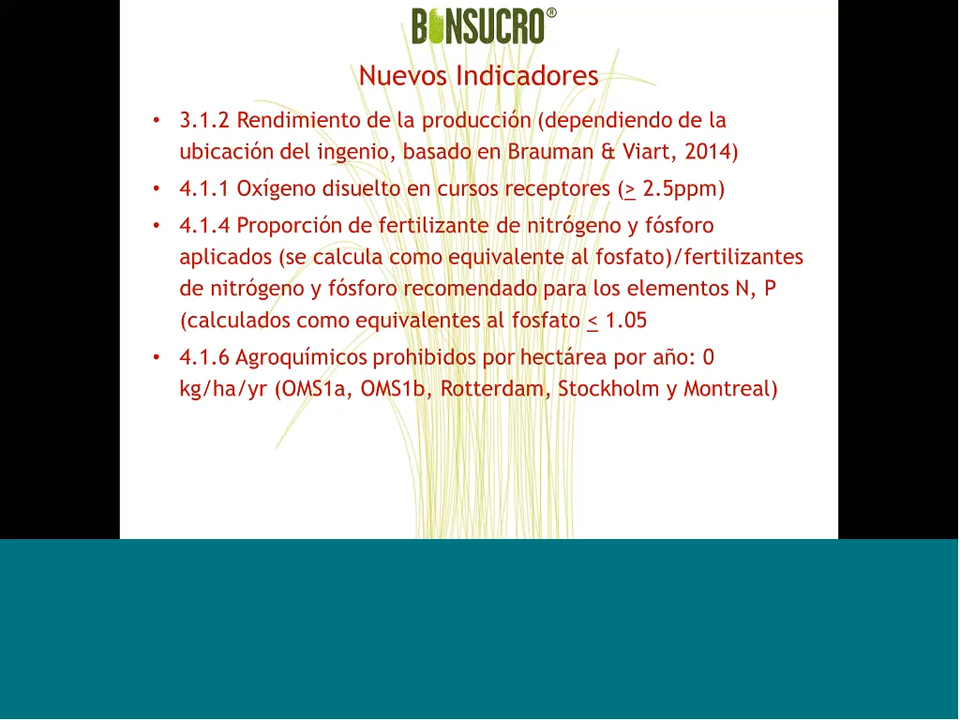 BONSUCRO®
Nuevos Indicadores
• 3.1.2 Rendimiento de la producción (dependiendo de la
ubicación del ingenio, basado en Brauman & Viart, 2014)
• 4.1.1 Oxígeno disuelto en cursos receptores (≥ 2.5ppm)
• 4.1.4 Proporción de fertilizante de nitrógeno y fósforo
aplicados (se calcula como equivalente al fosfato)/fertilizantes
de nitrógeno y fósforo recomendado para los elementos N, P
(calculados como equivalentes al fosfato ≤ 1.05
• 4.1.6 Agroquímicos prohibidos por hectárea por año: 0
kg/ha/yr (OMS1a, OMS1b, Rotterdam, Stockholm y Montreal)